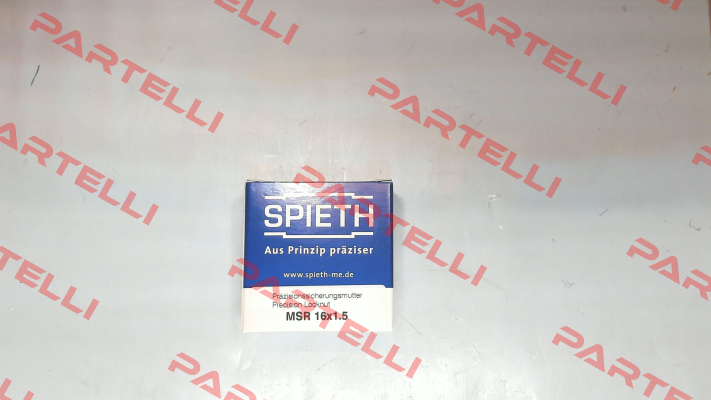 PARTELLI
PARTELLI
PARTELLI
PARTELLI
PARTELLI
PARTELLI
SPIETH
Aus Prinzip präziser
www.spieth-me.de
Präzisionssicherungsmutter
Precision Locknut
MSR 16x1.5
PARTELLI
PARTELLI